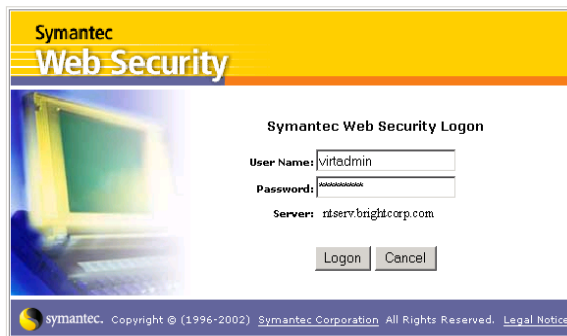 Symantec
Web Security
Symantec Web Security Logon
User Name: virtadmin
Password: *********
Server: ntserv.brightcorp.com
Logon Cancel
symantec. Copyright © (1996-2002) Symantec Corporation All Rights Reserved. Legal Notice